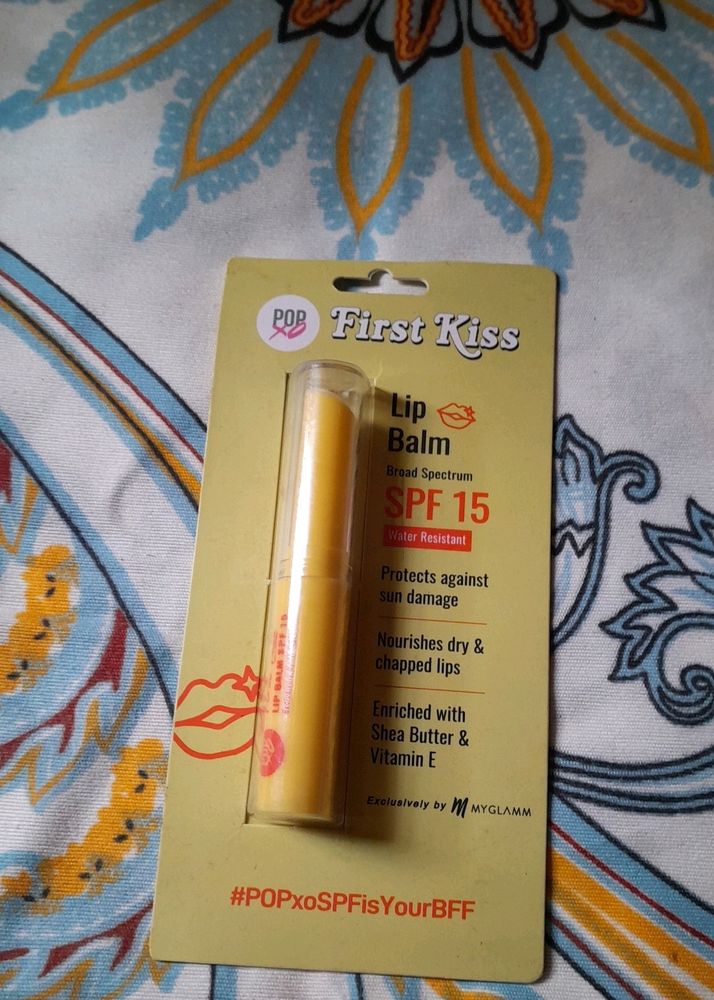 POP
xo
First Kiss
Lip
Balm
Broad Spectrum
SPF 15
Water Resistant
Protects against
sun damage
Nourishes dry &
chapped lips
Enriched with
Shea Butter &
Vitamin E
Exclusively by M MYGLAMM
LIP BALM SPF 15
#POPxoSPFisYourBFF